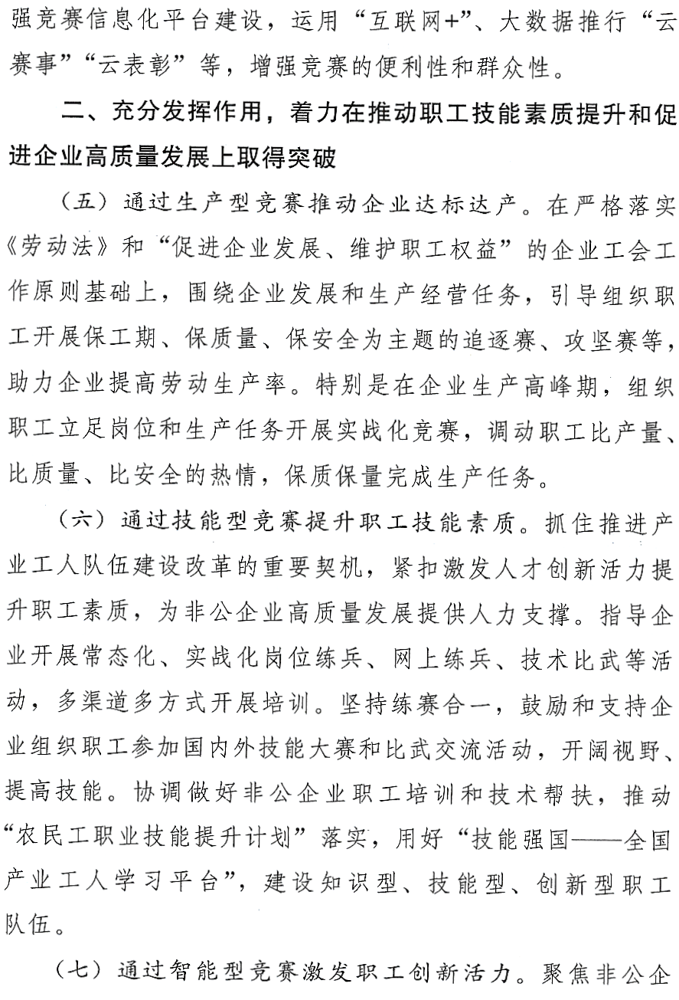 强竞赛信息化平台建设，运用“互联网+”、大数据推行“云
赛事”“云表彰”等，增强竞赛的便利性和群众性。
二、充分发挥作用，着力在推动职工技能素质提升和促
进企业高质量发展上取得突破
（五）通过生产型竞赛推动企业达标达产。在严格落实
《劳动法》和“促进企业发展、维护职工权益”的企业工会工
作原则基础上，围绕企业发展和生产经营任务，引导组织职
工开展保工期、保质量、保安全为主题的追逐赛、攻坚赛等，
助力企业提高劳动生产率。特别是在企业生产高峰期，组织
职工立足岗位和生产任务开展实战化竞赛，调动职工比产量、
比质量、比安全的热情，保质保量完成生产任务。
（六）通过技能型竞赛提升职工技能素质。抓住推进产
业工人队伍建设改革的重要契机，紧扣激发人才创新活力提
升职工素质，为非公企业高质量发展提供人力支撑。指导企
业开展常态化、实战化岗位练兵、网上练兵、技术比武等活
动，多渠道多方式开展培训。坚持练赛合一，鼓励和支持企
业组织职工参加国内外技能大赛和比武交流活动，开阔视野、
提高技能。协调做好非公企业职工培训和技术帮扶，推动
“农民工职业技能提升计划”落实，用好“技能强国——全国
产业工人学习平台”，建设知识型、技能型、创新型职工
队伍。
（七）通过智能型竞赛激发职工创新活力。聚焦非公企